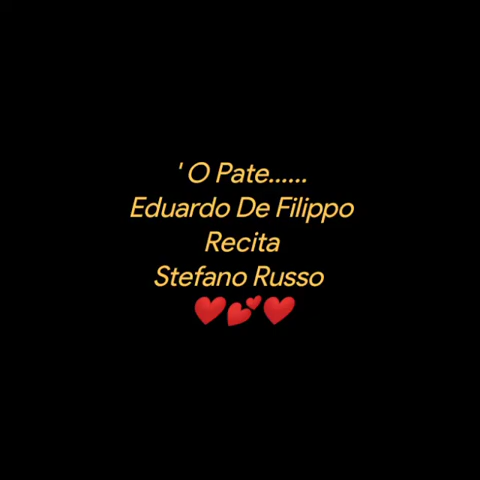 ' O Pate......
Eduardo De Filippo
Recita
Stefano Russo
❤️💕❤️